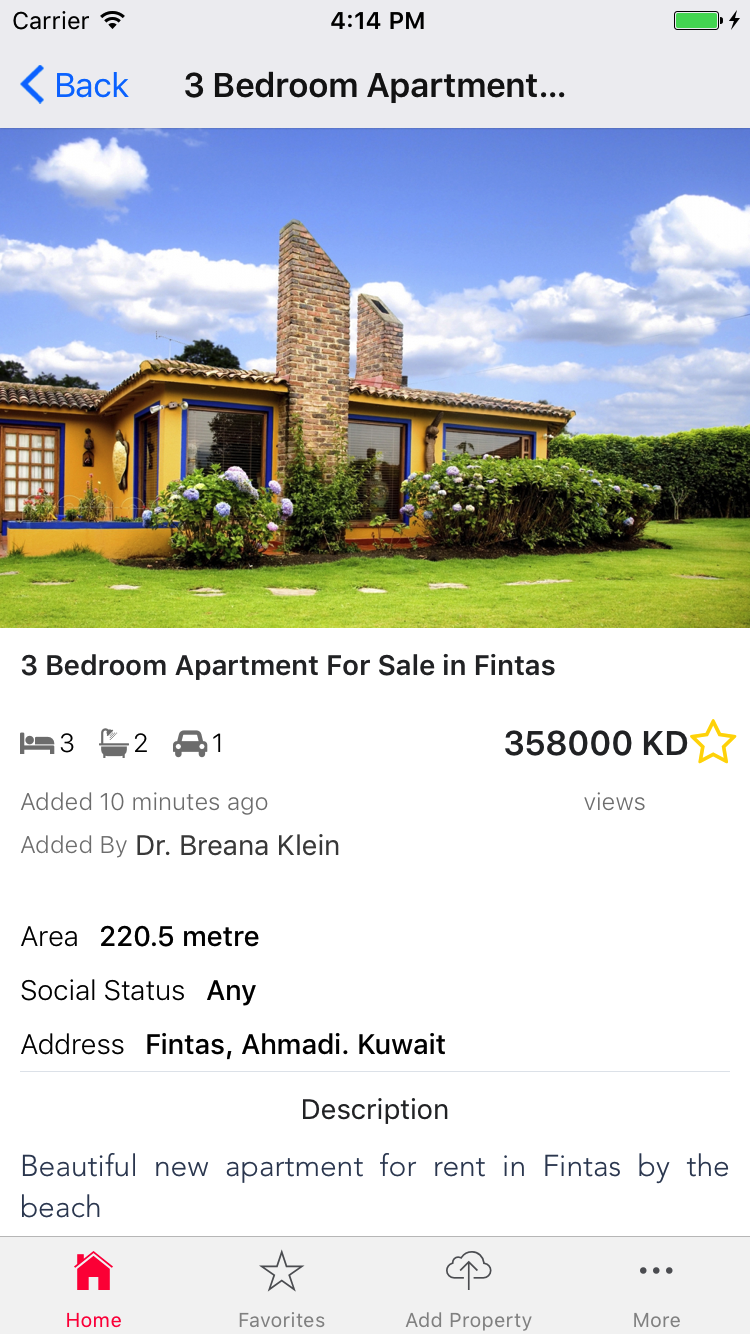 Carrier 4:14 PM
Back 3 Bedroom Apartment...
3 Bedroom Apartment For Sale in Fintas
3 2 1 358000 KD
Added 10 minutes ago views
Added By Dr. Breana Klein
Area 220.5 metre
Social Status Any
Address Fintas, Ahmadi. Kuwait
Description
Beautiful new apartment for rent in Fintas by the
beach
Home Favorites Add Property More